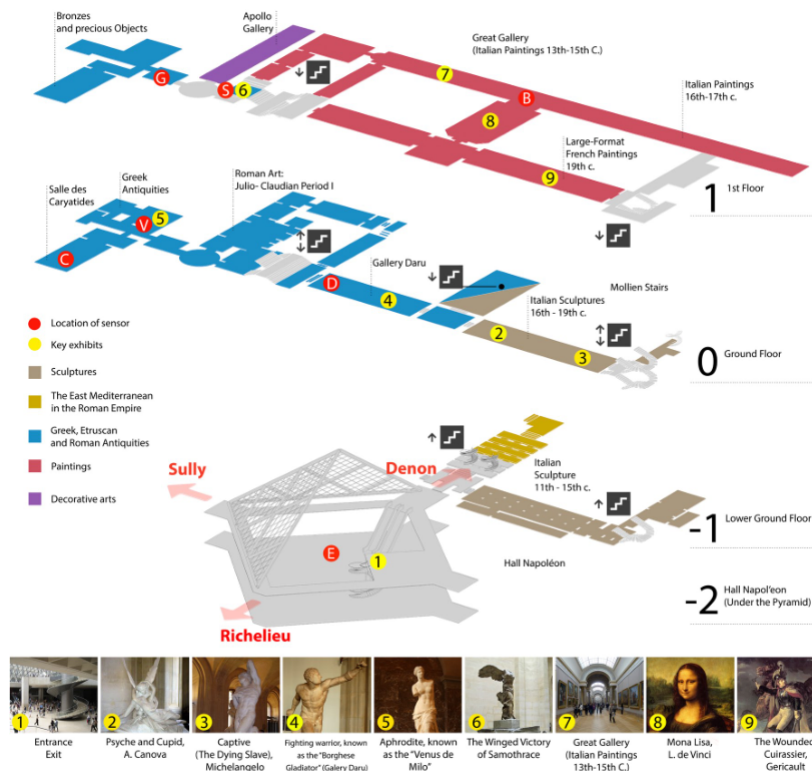 Bronzes
and precious Objects
Apollo
Gallery
Great Gallery
(Italian Paintings 13th-15th C.)
7
G
S
6
B
Italian Paintings
16th-17th c.
8
Large-Format
French Paintings
19th c.
9
1
1st Floor
Salle des
Caryatides
Greek
Antiquities
Roman Art:
Julio- Claudian Period I
5
V
C
Gallery Daru
D
4
Mollien Stairs
Italian Sculptures
16th - 19th c.
2
3
0
Ground Floor
Location of sensor
Key exhibits
Sculptures
The East Mediterranean
in the Roman Empire
Greek, Etruscan
and Roman Antiquities
Paintings
Decorative arts
Sully
Denon
Italian
Sculpture
11th - 15th c.
E
1
Hall Napoléon
Richelieu
-1
Lower Ground Floor
-2
Hall Napol'eon
(Under the Pyramid)
1
Entrance
Exit
2
Psyche and Cupid,
A. Canova
3
Captive
(The Dying Slave),
Michelangelo
4
Fighting warrior, known
as the "Borghese
Gladiator" (Galery Daru)
5
Aphrodite, known
as the "Venus de
Milo"
6
The Winged Victory
of Samothrace
7
Great Gallery
(Italian Paintings
13th-15th C.)
8
Mona Lisa,
L. de Vinci
9
The Wounded
Cuirassier,
Gericault